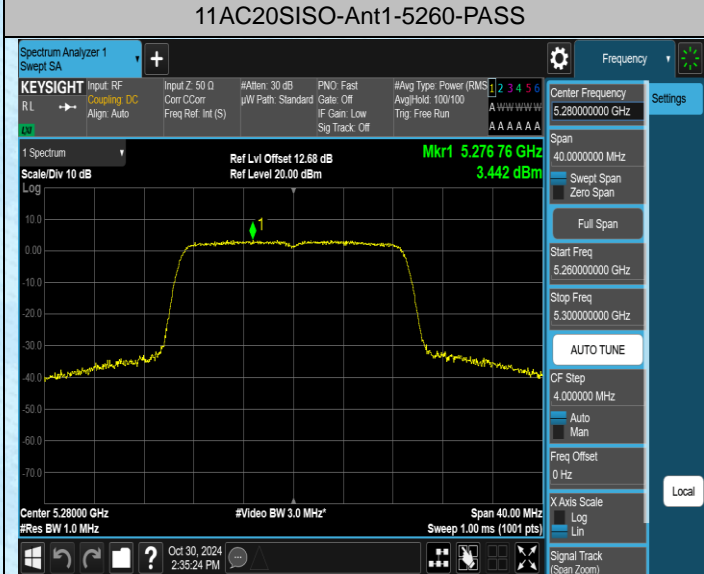 11AC20SISO-Ant1-5260-PASS
Spectrum Analyzer 1
Swept SA
+
Frequency
KEYSIGHT
RL
LXI
Input: RF
Coupling: DC
Align: Auto
Input Z: 50 Ω
Corr CCorr
Freq Ref: Int (S)
#Atten: 30 dB
µW Path: Standard
PNO: Fast
Gate: Off
IF Gain: Low
Sig Track: Off
#Avg Type: Power (RMS
Avg|Hold: 100/100
Trig: Free Run
1 2 3 4 5 6
A W W W W W
A A A A A A
1 Spectrum
Scale/Div 10 dB
Log
Ref Lvl Offset 12.68 dB
Ref Level 20.00 dBm
Mkr1 5.276 76 GHz
3.442 dBm
1
10.0
0.00
-10.0
-20.0
-30.0
-40.0
-50.0
-60.0
-70.0
Center 5.28000 GHz
#Res BW 1.0 MHz
#Video BW 3.0 MHz*
Span 40.00 MHz
Sweep 1.00 ms (1001 pts)
Center Frequency
5.280000000 GHz
Settings
Span
40.0000000 MHz
Swept Span
Zero Span
Full Span
Start Freq
5.260000000 GHz
Stop Freq
5.300000000 GHz
AUTO TUNE
CF Step
4.000000 MHz
Auto
Man
Freq Offset
0 Hz
X Axis Scale
Log
Lin
Local
Signal Track
(Span Zoom)
?
Oct 30, 2024
2:35:24 PM